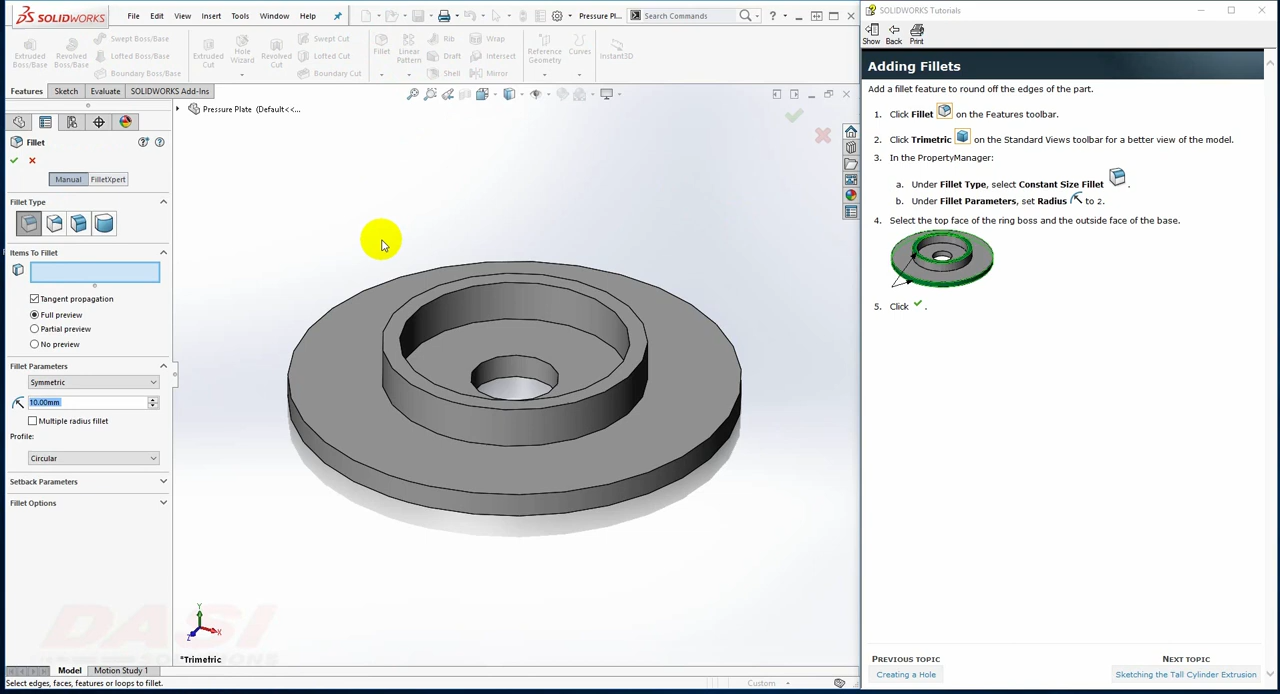 SOLIDWORKS File Edit View Insert Tools Window Help Pressure Pl... Search Commands
Extruded Boss/Base Revolved Boss/Base Swept Boss/Base Lofted Boss/Base Boundary Boss/Base Extruded Cut Hole Wizard Revolved Cut Swept Cut Lofted Cut Boundary Cut Fillet Linear Pattern Rib Draft Shell Wrap Intersect Mirror Reference Geometry Curves Instant3D
Features Sketch Evaluate SOLIDWORKS Add-Ins
Pressure Plate (Default<<...
Fillet
Manual FilletXpert
Fillet Type
Items To Fillet
Tangent propagation
Full preview
Partial preview
No preview
Fillet Parameters
Symmetric
10.00mm
Multiple radius fillet
Profile:
Circular
Setback Parameters
Fillet Options
DASI
SOLUTIONS
Y
X
Z
*Trimetric
Model Motion Study 1
Select edges, faces, features or loops to fillet.
Custom
SOLIDWORKS Tutorials
Show Back Print
Adding Fillets
Add a fillet feature to round off the edges of the part.
1. Click Fillet on the Features toolbar.
2. Click Trimetric on the Standard Views toolbar for a better view of the model.
3. In the PropertyManager:
a. Under Fillet Type, select Constant Size Fillet .
b. Under Fillet Parameters, set Radius to 2.
4. Select the top face of the ring boss and the outside face of the base.
5. Click .
PREVIOUS TOPIC NEXT TOPIC
Creating a Hole Sketching the Tall Cylinder Extrusion